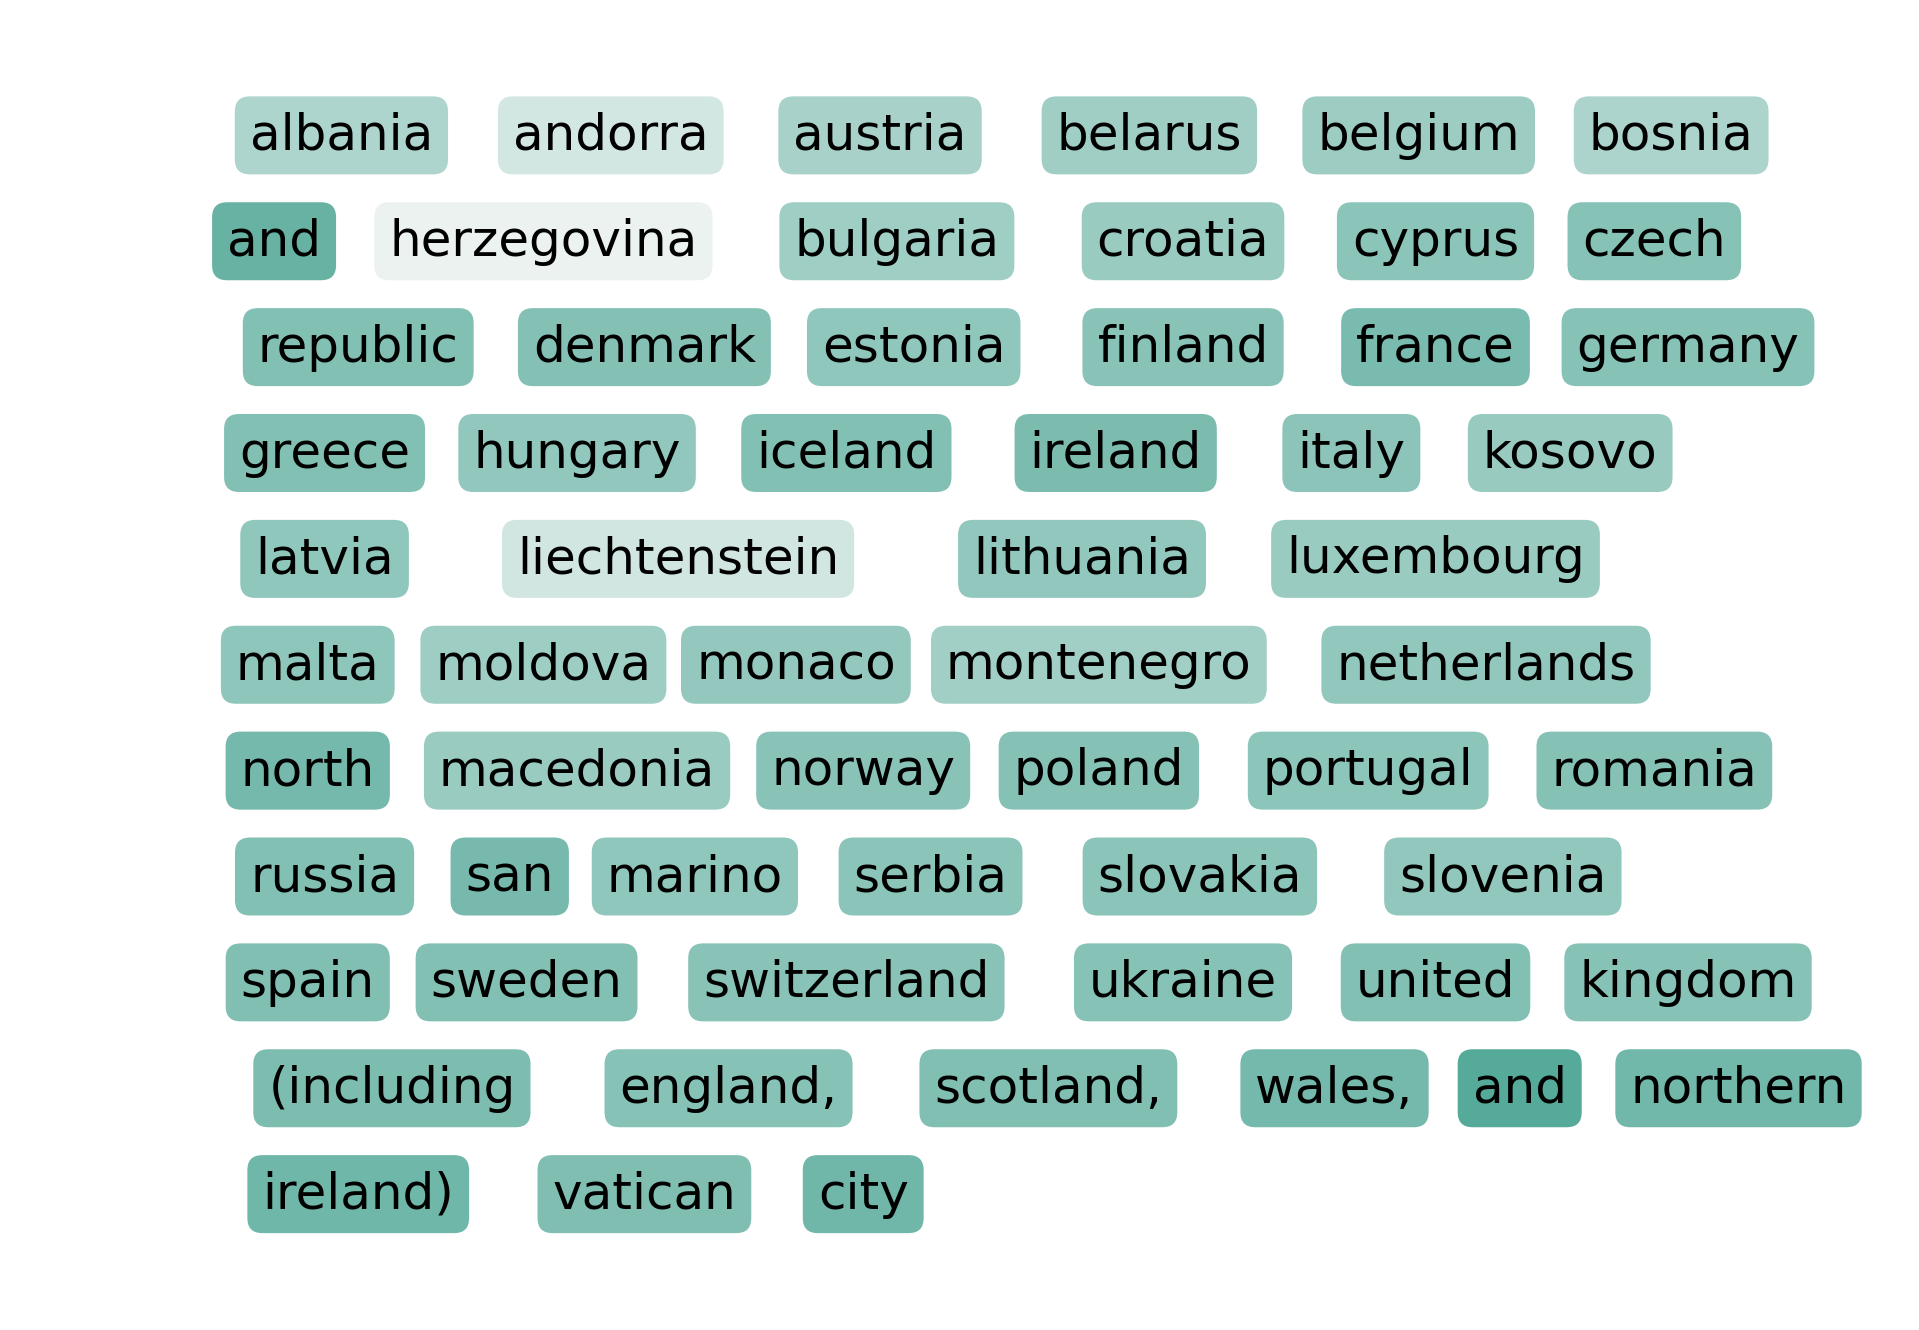 albania andorra austria belarus belgium bosnia
and herzegovina bulgaria croatia cyprus czech
republic denmark estonia finland france germany
greece hungary iceland ireland italy kosovo
latvia liechtenstein lithuania luxembourg
malta moldova monaco montenegro netherlands
north macedonia norway poland portugal romania
russia san marino serbia slovakia slovenia
spain sweden switzerland ukraine united kingdom
(including england, scotland, wales, and northern
ireland) vatican city